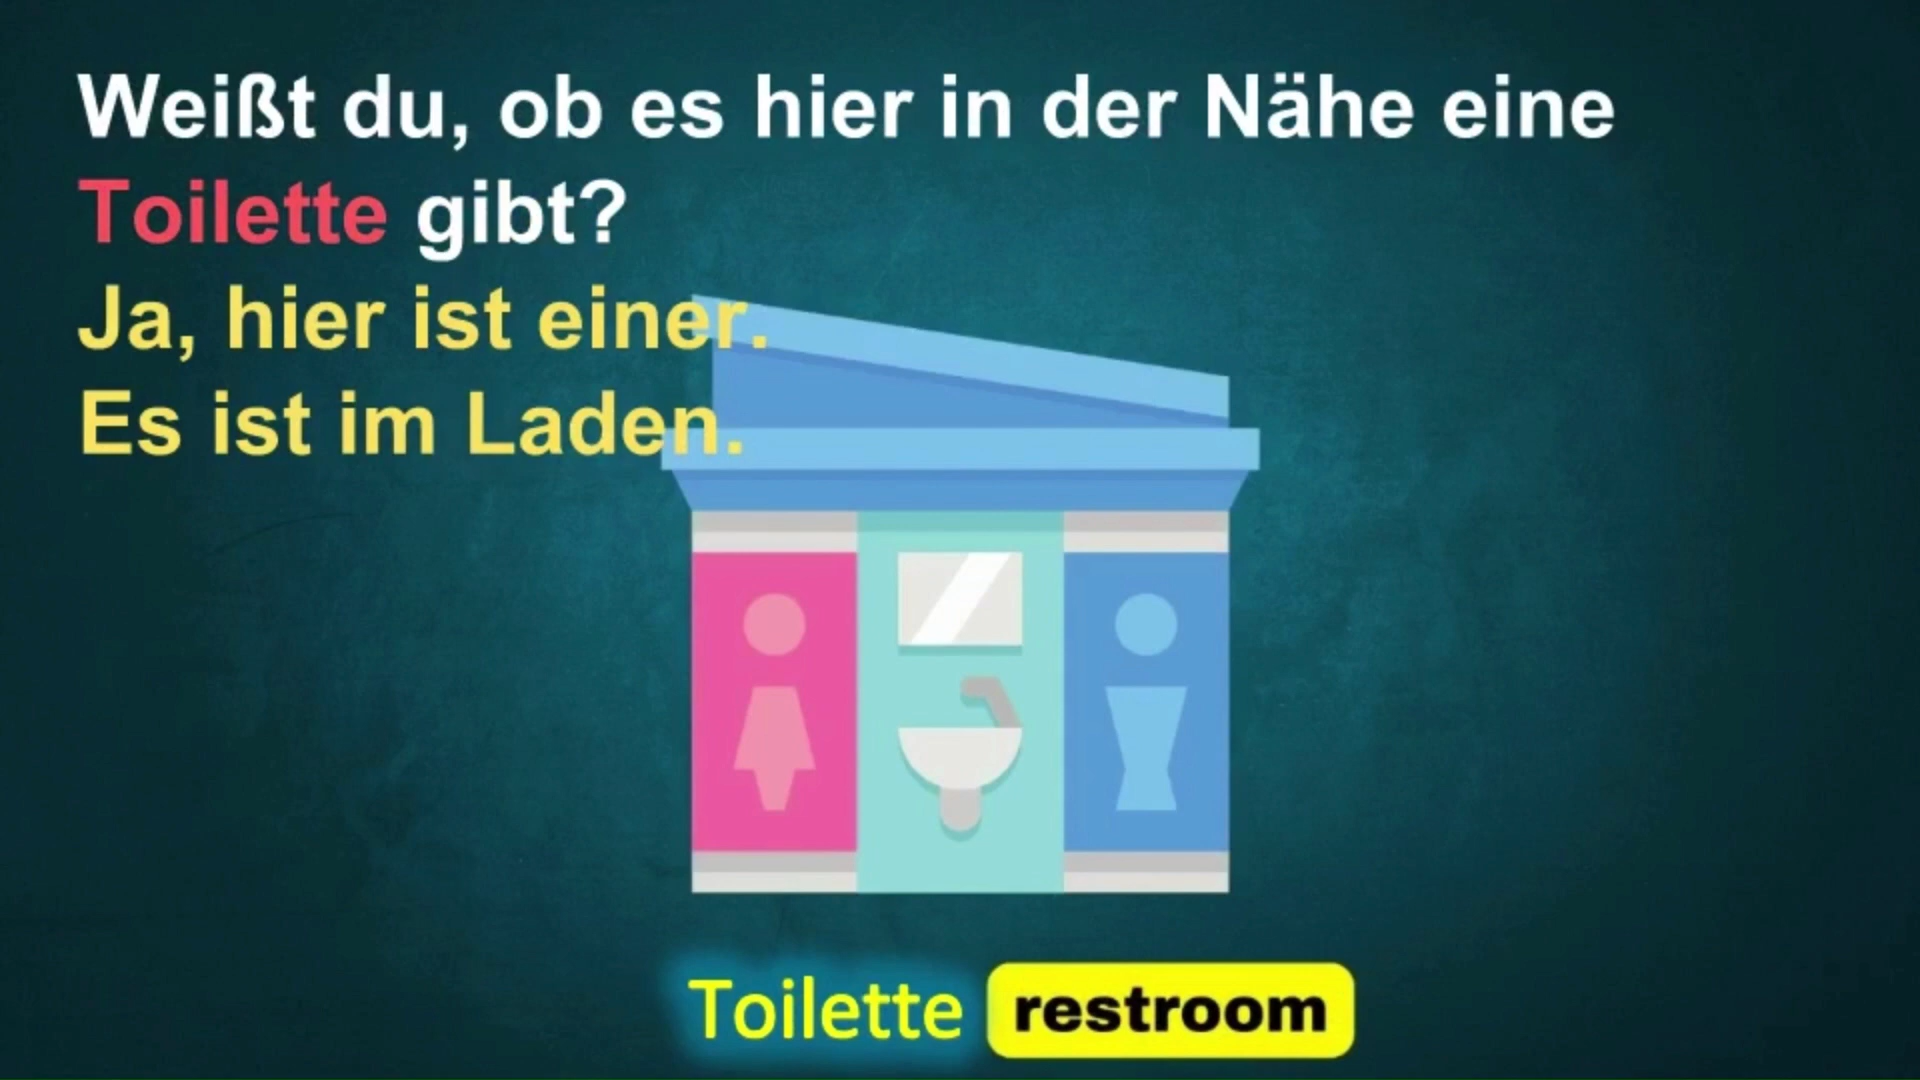 Weißt du, ob es hier in der Nähe eine
Toilette gibt?
Ja, hier ist einer.
Es ist im Laden.
Toilette restroom